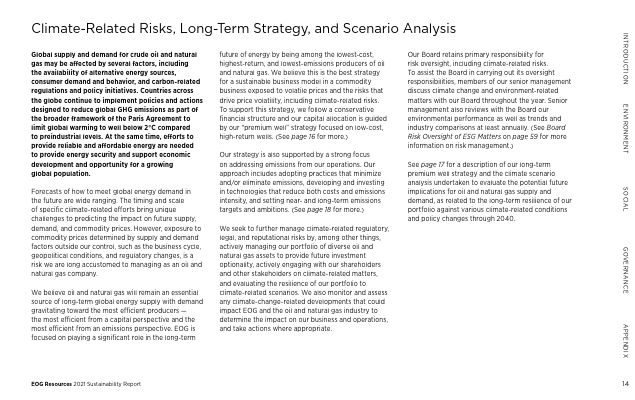 Climate-Related Risks, Long-Term Strategy, and Scenario Analysis
Global supply and demand for crude oil and natural
gas may be affected by several factors, including
the availability of alternative energy sources,
consumer demand and behavior, and carbon-related
regulations and policy initiatives. Countries across
the globe continue to implement policies and actions
designed to reduce global GHG emissions as part of
the broader framework of the Paris Agreement to
limit global warming to well below 2°C compared
to preindustrial levels. At the same time, efforts to
provide reliable and affordable energy are needed
to provide energy security and support economic
development and opportunity for a growing
global population.
Forecasts of how to meet global energy demand in
the future are wide ranging. The timing and scale
of specific climate-related efforts bring unique
challenges to predicting the impact on future supply,
demand, and commodity prices. However, exposure to
commodity prices determined by supply and demand
factors outside our control, such as the business cycle,
geopolitical conditions, and regulatory changes, is a
risk we are long accustomed to managing as an oil and
natural gas company.
We believe oil and natural gas will remain an essential
source of long-term global energy supply with demand
gravitating toward the most efficient producers —
the most efficient from a capital perspective and the
most efficient from an emissions perspective. EOG is
focused on playing a significant role in the long-term
future of energy by being among the lowest-cost,
highest-return, and lowest-emissions producers of oil
and natural gas. We believe this is the best strategy
for a sustainable business model in a commodity
business exposed to volatile prices and the risks that
drive price volatility, including climate-related risks.
To support this strategy, we follow a conservative
financial structure and our capital allocation is guided
by our “premium well” strategy focused on low-cost,
high-return wells. (See page 16 for more.)
Our strategy is also supported by a strong focus
on addressing emissions from our operations. Our
approach includes adopting practices that minimize
and/or eliminate emissions, developing and investing
in technologies that reduce both costs and emissions
intensity, and setting near- and long-term emissions
targets and ambitions. (See page 18 for more.)
We seek to further manage climate-related regulatory,
legal, and reputational risks by, among other things,
actively managing our portfolio of diverse oil and
natural gas assets to provide future investment
optionality, actively engaging with our shareholders
and other stakeholders on climate-related matters,
and evaluating the resilience of our portfolio to
climate-related scenarios. We also monitor and assess
any climate-change-related developments that could
impact EOG and the oil and natural gas industry to
determine the impact on our business and operations,
and take actions where appropriate.
Our Board retains primary responsibility for
risk oversight, including climate-related risks.
To assist the Board in carrying out its oversight
responsibilities, members of our senior management
discuss climate change and environment-related
matters with our Board throughout the year. Senior
management also reviews with the Board our
environmental performance as well as trends and
industry comparisons at least annually. (See Board
Risk Oversight of ESG Matters on page 59 for more
information on risk management.)
See page 17 for a description of our long-term
premium well strategy and the climate scenario
analysis undertaken to evaluate the potential future
implications for oil and natural gas supply and
demand, as related to the long-term resilience of our
portfolio against various climate-related conditions
and policy changes through 2040.
INTRODUCTION
ENVIRONMENT
SOCIAL
GOVERNANCE
APPENDIX
EOG Resources 2021 Sustainability Report
14